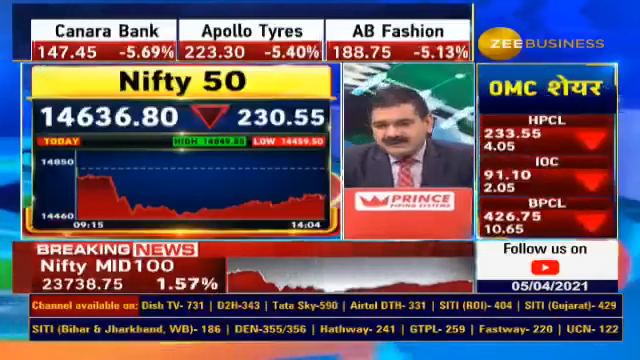 Canara Bank
147.45 -5.69%
Apollo Tyres
223.30 -5.40%
AB Fashion
188.75 -5.13%
ZEE BUSINESS
Nifty 50
14636.80 230.55
TODAY HIGH 14849.85 LOW 14459.50
14850
14460
09:15 14:04
PRINCE
PIPING SYSTEMS
OMC शेयर
HPCL
233.55
4.05
IOC
91.10
2.05
BPCL
426.75
10.65
BREAKING NEWS
Nifty MID100
23738.75 1.57%
Follow us on
05/04/2021
Channel available on: Dish TV- 731 | D2H-343 | Tata Sky-590 | Airtel DTH- 331 | SITI (ROI)- 404 | SITI (Gujarat)- 429
SITI (Bihar & Jharkhand, WB)- 186 | DEN-355/356 | Hathway- 241 | GTPL- 259 | Fastway- 220 | UCN- 122